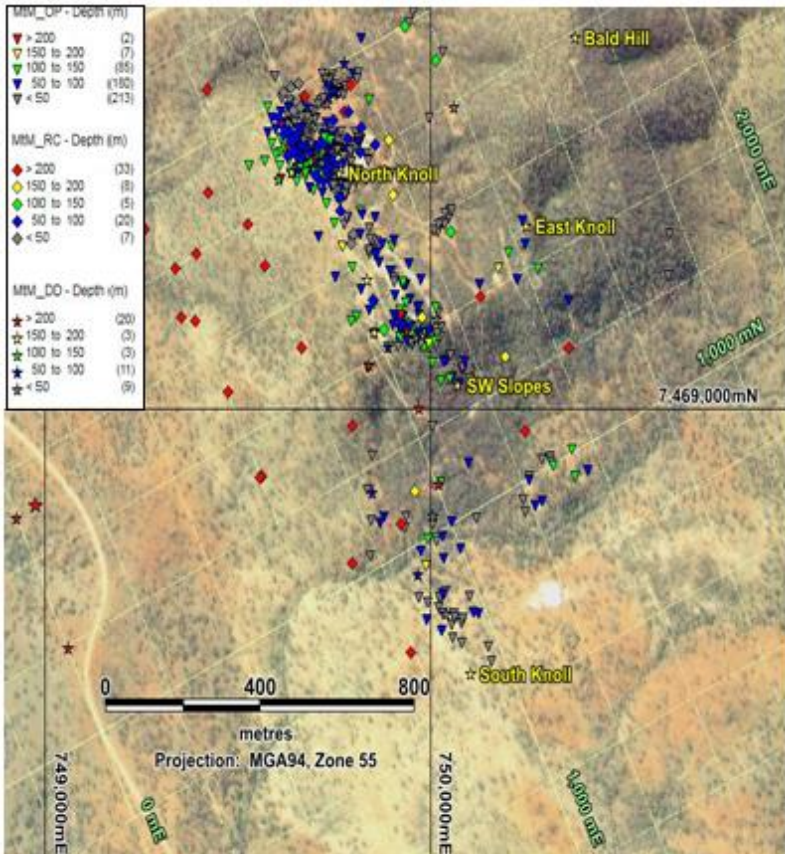 MtM_OP - Depth (m)
> 200 (2)
150 to 200 (7)
100 to 150 (85)
50 to 100 (180)
< 50 (213)
MtM_RC - Depth (m)
> 200 (33)
150 to 200 (8)
100 to 150 (5)
50 to 100 (20)
< 50 (7)
MtM_DD - Depth (m)
> 200 (20)
150 to 200 (3)
100 to 150 (3)
50 to 100 (11)
< 50 (9)
Bald Hill
2,000 mE
North Knoll
East Knoll
1,000 mN
SW Slopes
7,469,000mN
South Knoll
0 400 800
metres
Projection: MGA94, Zone 55
749,000mE
0 mE
750,000mE
1,000 mE